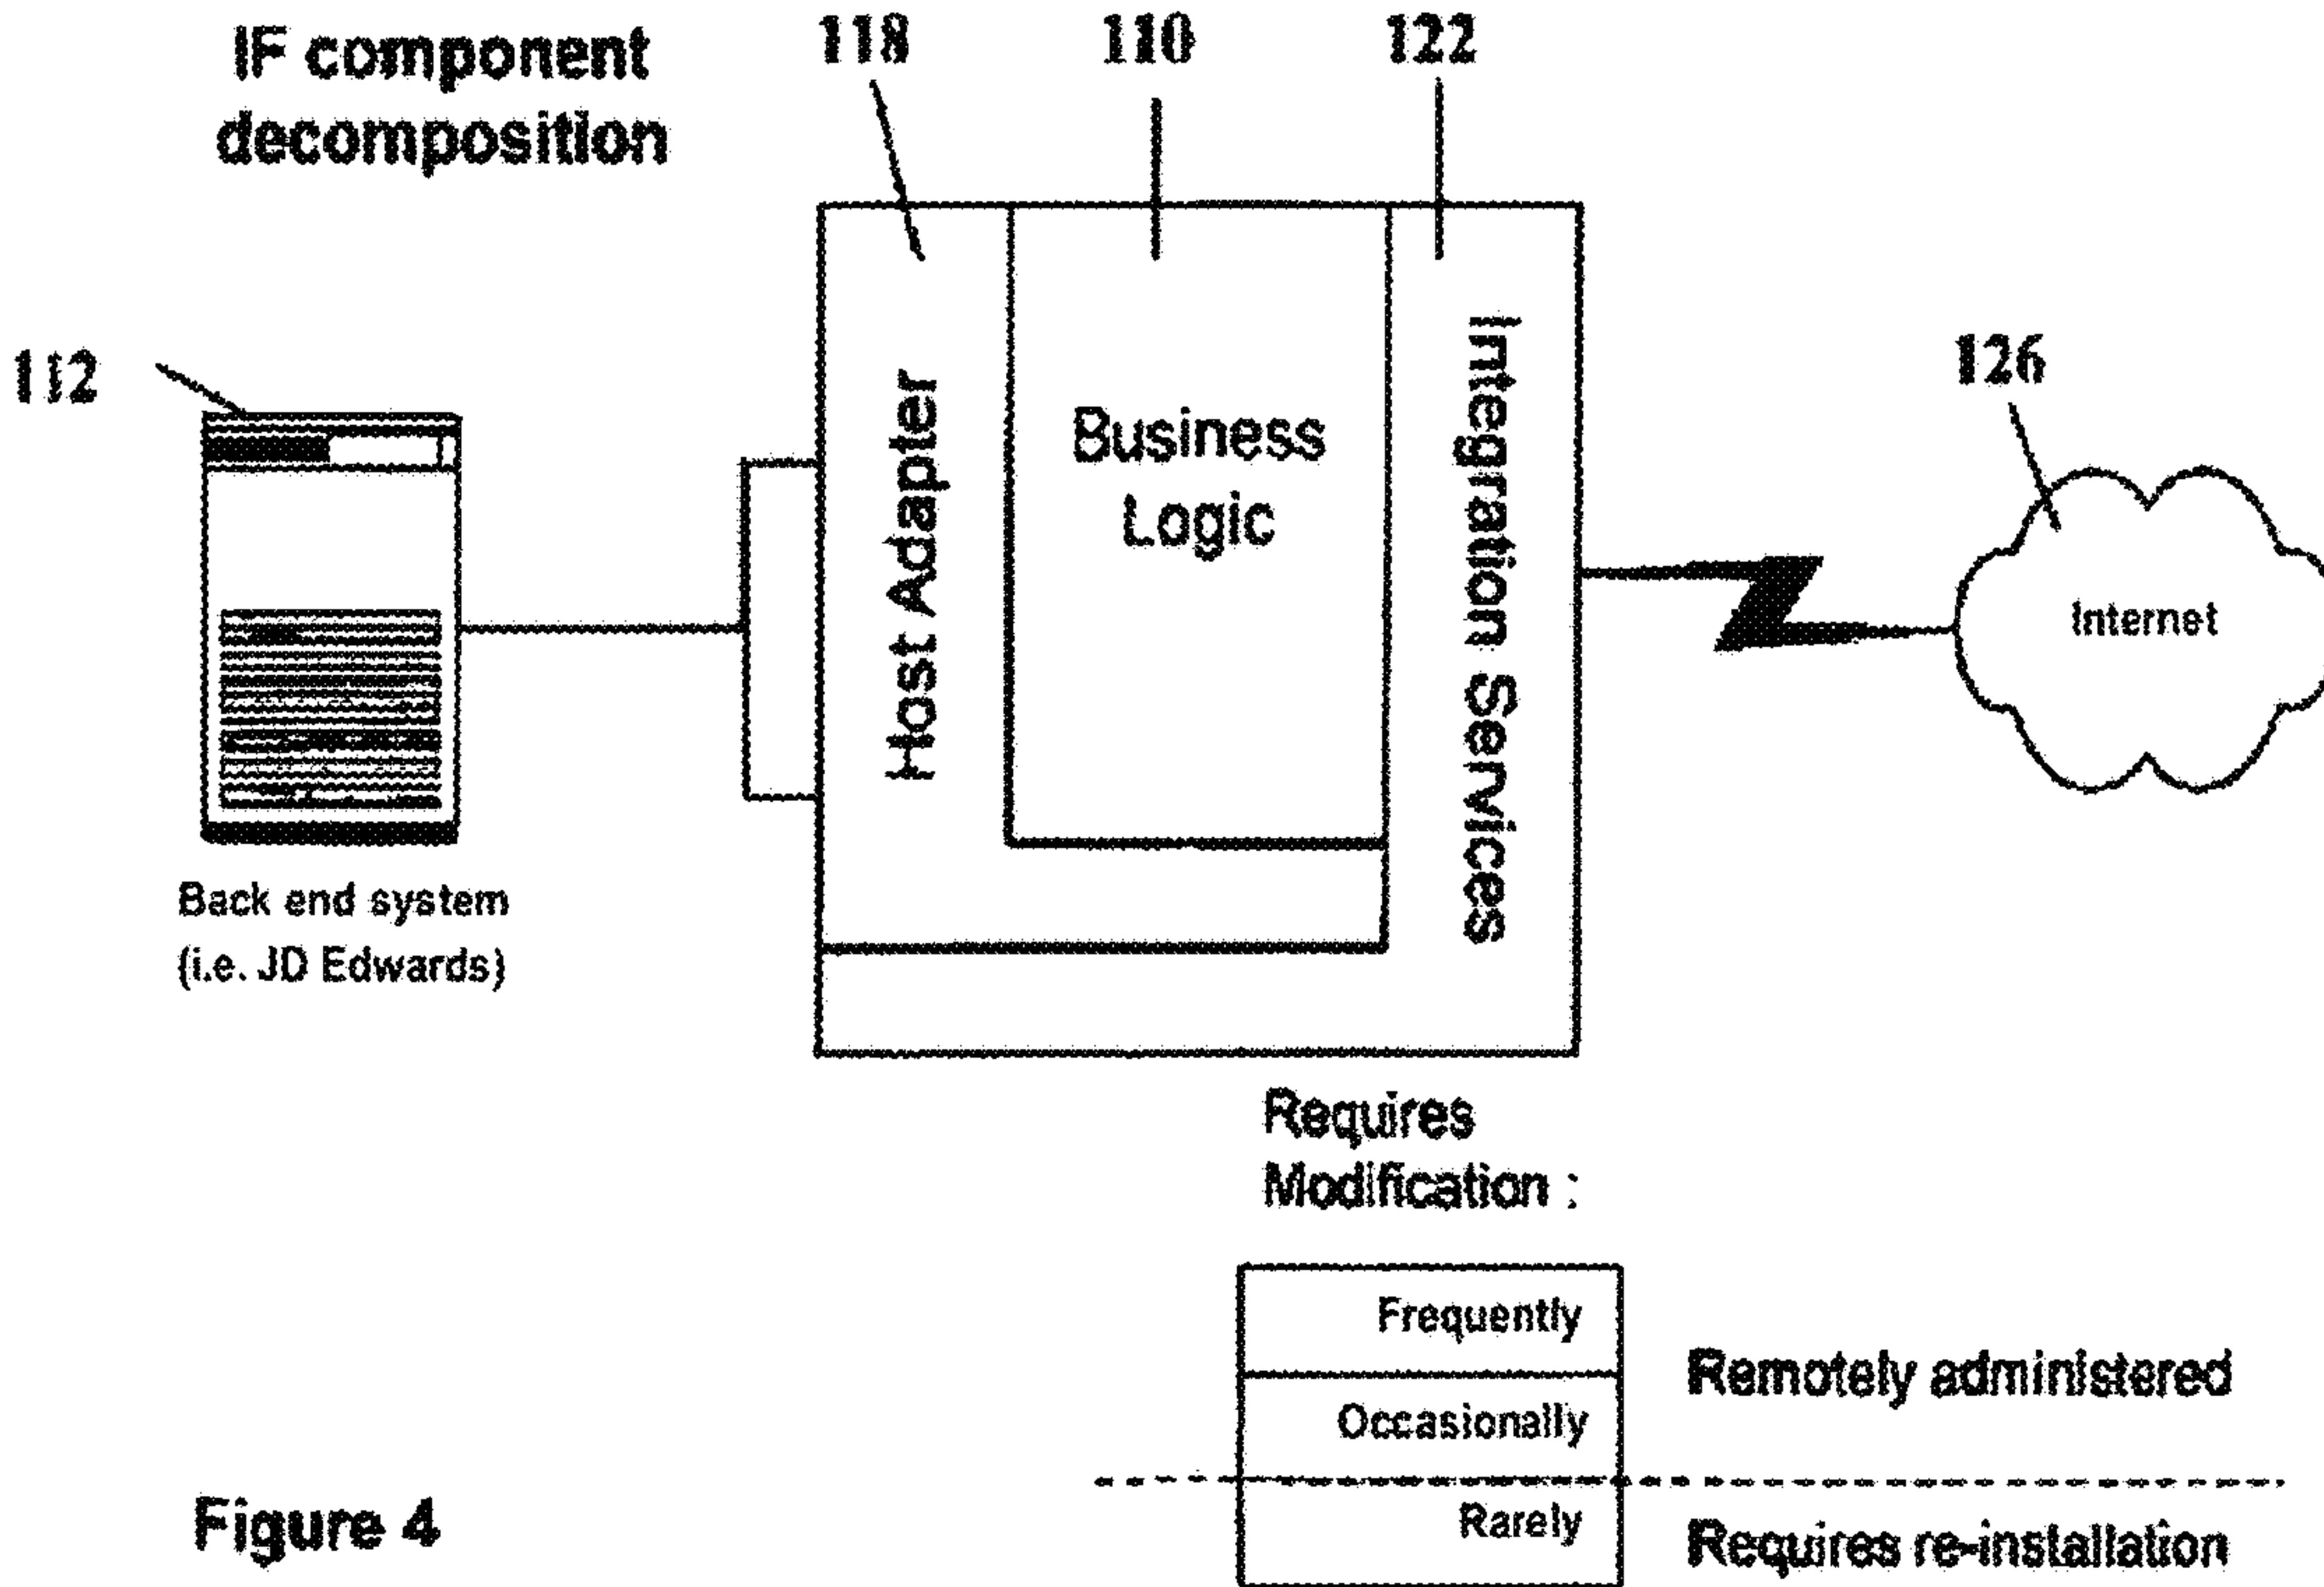 IF component
decomposition
118
110
122
112
126
Host Adapter
Business
Logic
Integration Services
Internet
Back end system
(i.e. JD Edwards)
Requires
Modification :
Frequently
Occasionally
Rarely
Remotely administered
Requires re-installation
Figure 4